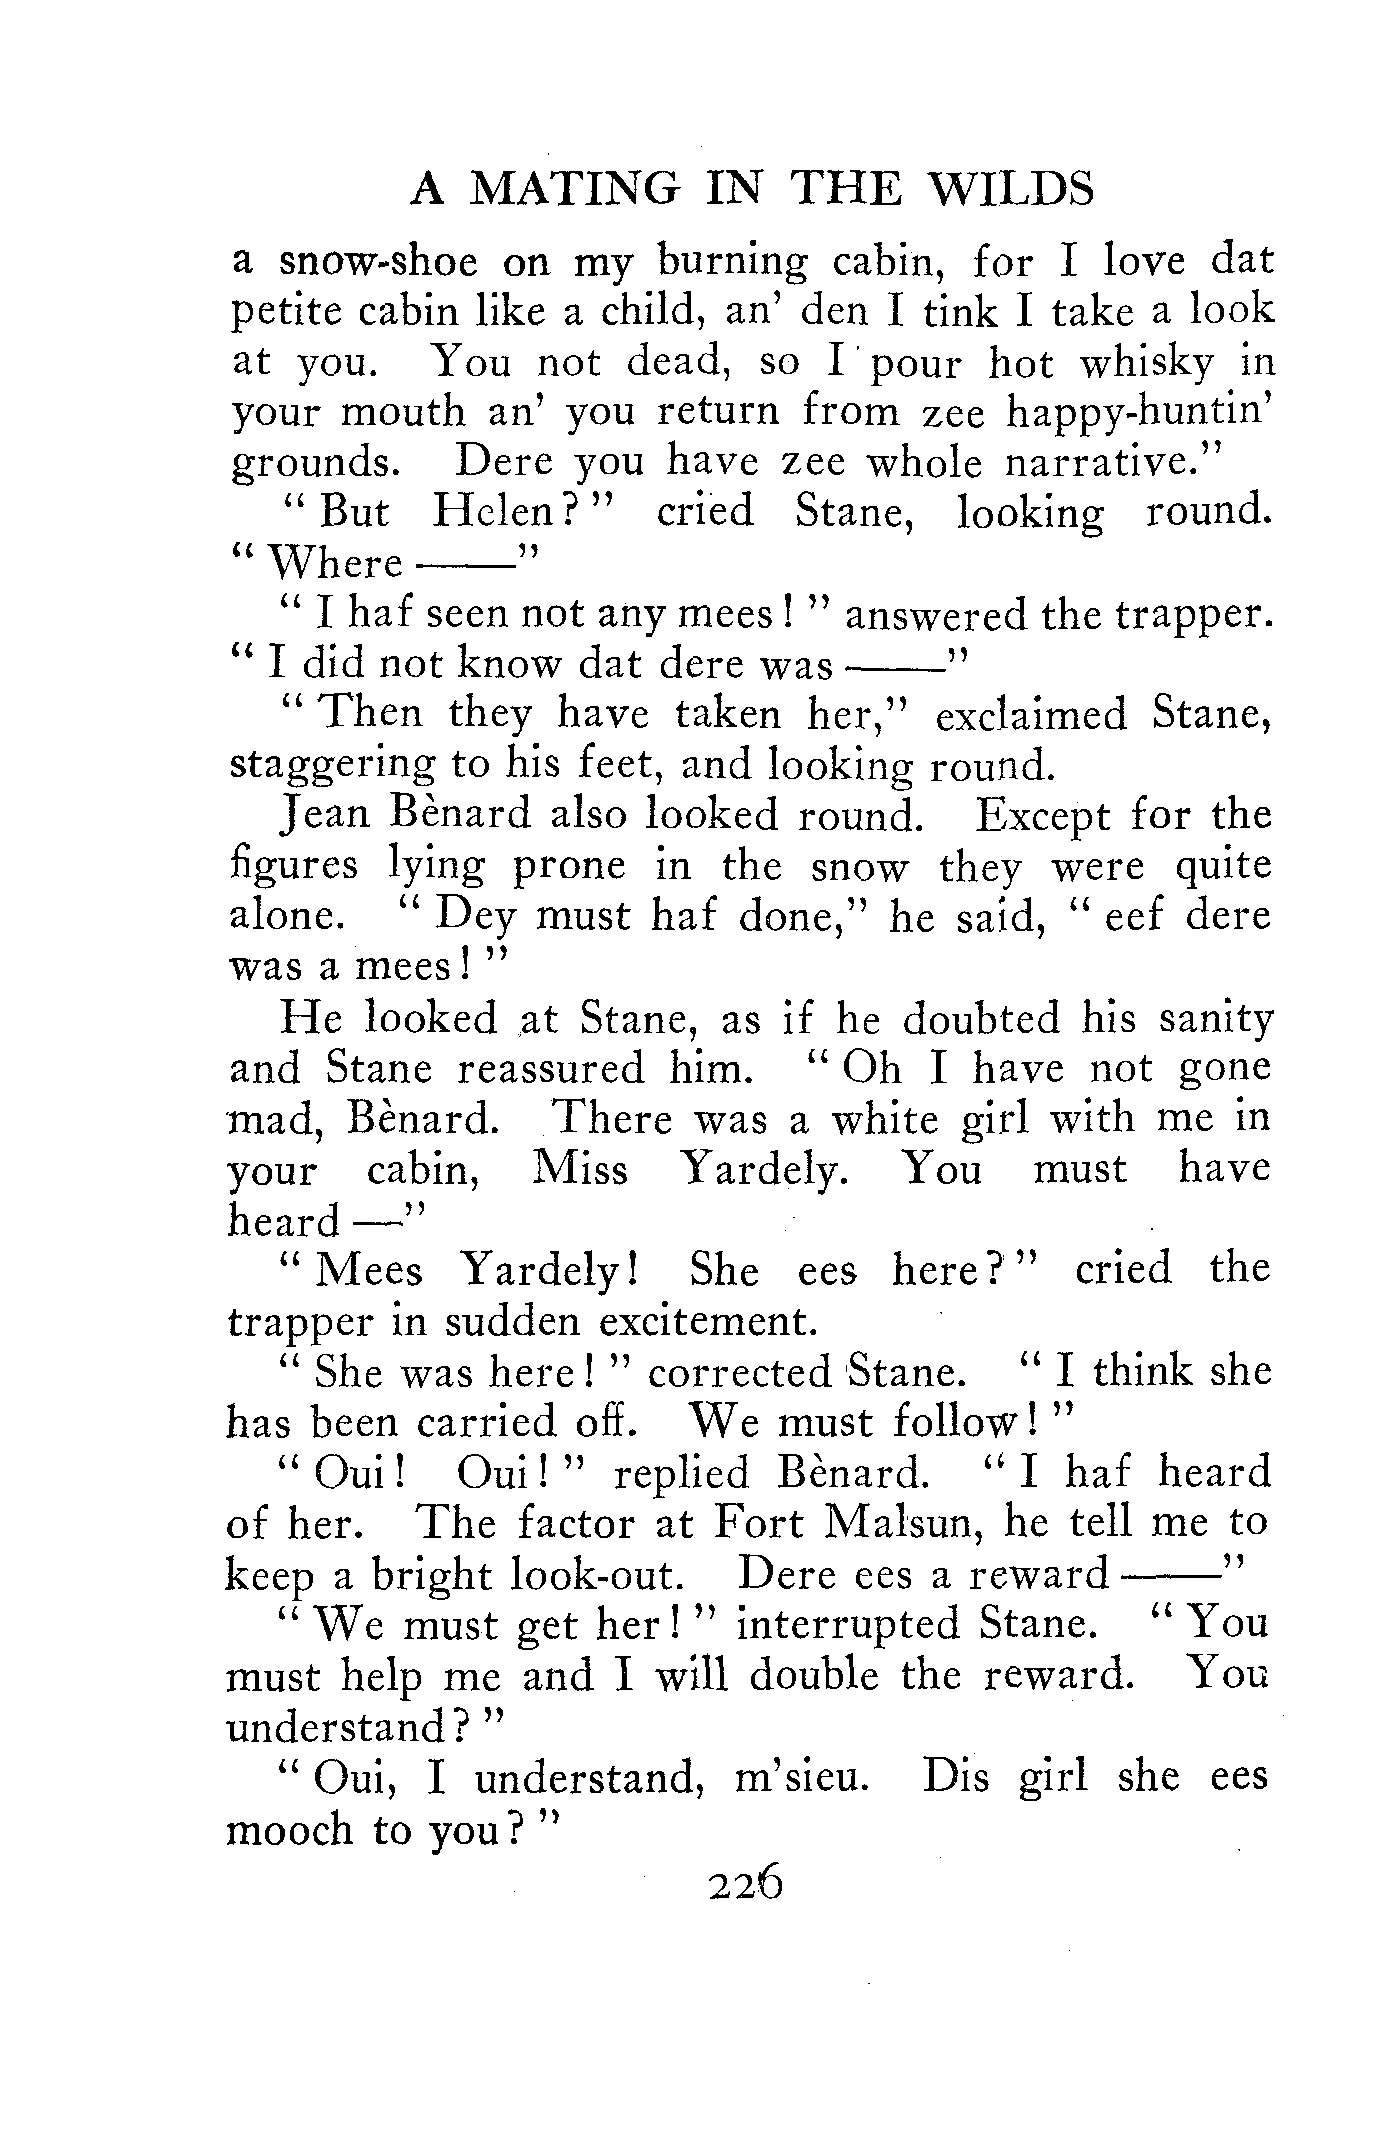 A MATING IN THE WILDS
a snow-shoe on my burning cabin, for I love dat
petite cabin like a child, an' den I tink I take a look
at you. You not dead, so I pour hot whisky in
your mouth an' you return from zee happy-huntin'
grounds. Dere you have zee whole narrative."
" But Helen? " cried Stane, looking round.
" Where ——"
" I haf seen not any mees! " answered the trapper.
" I did not know dat dere was ——"
" Then they have taken her," exclaimed Stane,
staggering to his feet, and looking round.
Jean Bènard also looked round. Except for the
figures lying prone in the snow they were quite
alone. " Dey must haf done," he said, " eef dere
was a mees! "
He looked at Stane, as if he doubted his sanity
and Stane reassured him. " Oh I have not gone
mad, Bènard. There was a white girl with me in
your cabin, Miss Yardely. You must have
heard —"
" Mees Yardely! She ees here? " cried the
trapper in sudden excitement.
" She was here! " corrected Stane. " I think she
has been carried off. We must follow! "
" Oui! Oui! " replied Bènard. " I haf heard
of her. The factor at Fort Malsun, he tell me to
keep a bright look-out. Dere ees a reward ——"
" We must get her! " interrupted Stane. " You
must help me and I will double the reward. You
understand? "
" Oui, I understand, m'sieu. Dis girl she ees
mooch to you? "
226